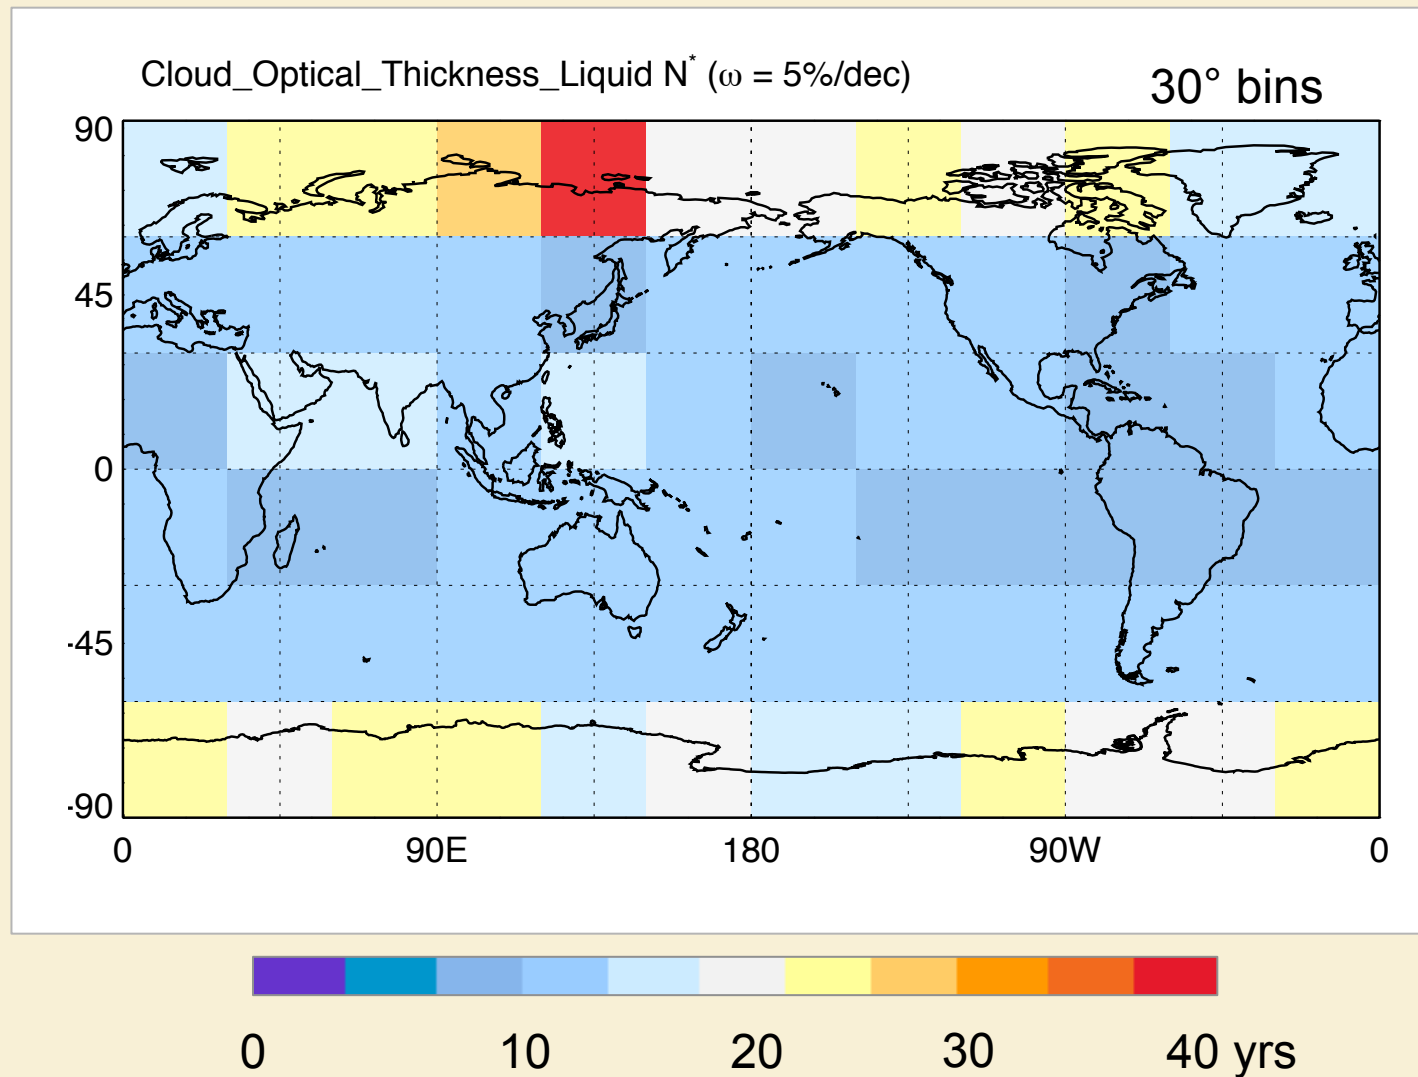 Cloud_Optical_Thickness_Liquid N* (ω = 5%/dec)
30° bins
90
45
0
-45
-90
0 90E 180 90W 0
0 10 20 30 40 yrs